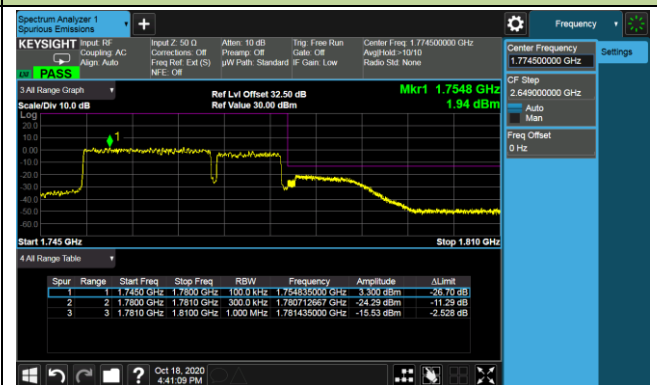 Spectrum Analyzer 1
Spurious Emissions
Frequency
KEYSIGHT Input: RF Input Z: 50 Ω Atten: 10 dB Trig: Free Run Center Freq: 1.774500000 GHz
Coupling: AC Corrections: Off Preamp: Off Gate: Off Avg|Hold:>10/10
Align: Auto Freq Ref: Ext (S) µW Path: Standard IF Gain: Low Radio Std: None
NFE: Off
PASS
Center Frequency
1.774500000 GHz
Settings
CF Step
2.649000000 GHz
Auto
Man
Freq Offset
0 Hz
3 All Range Graph
Ref Lvl Offset 32.50 dB
Mkr1 1.7548 GHz
Scale/Div 10.0 dB
Ref Value 30.00 dBm
1.94 dBm
Log
20.0
10.0
0.00
-10.0
-20.0
-30.0
-40.0
-50.0
-60.0
1
Start 1.745 GHz
Stop 1.810 GHz
4 All Range Table
Spur Range Start Freq Stop Freq RBW Frequency Amplitude ΔLimit
1 1 1.7450 GHz 1.7800 GHz 100.0 kHz 1.754835000 GHz 3.300 dBm -26.70 dB
2 2 1.7800 GHz 1.7810 GHz 300.0 kHz 1.780712667 GHz -24.29 dBm -11.29 dB
3 3 1.7810 GHz 1.8100 GHz 1.000 MHz 1.781435000 GHz -15.53 dBm -2.528 dB
Oct 18, 2020
4:41:09 PM